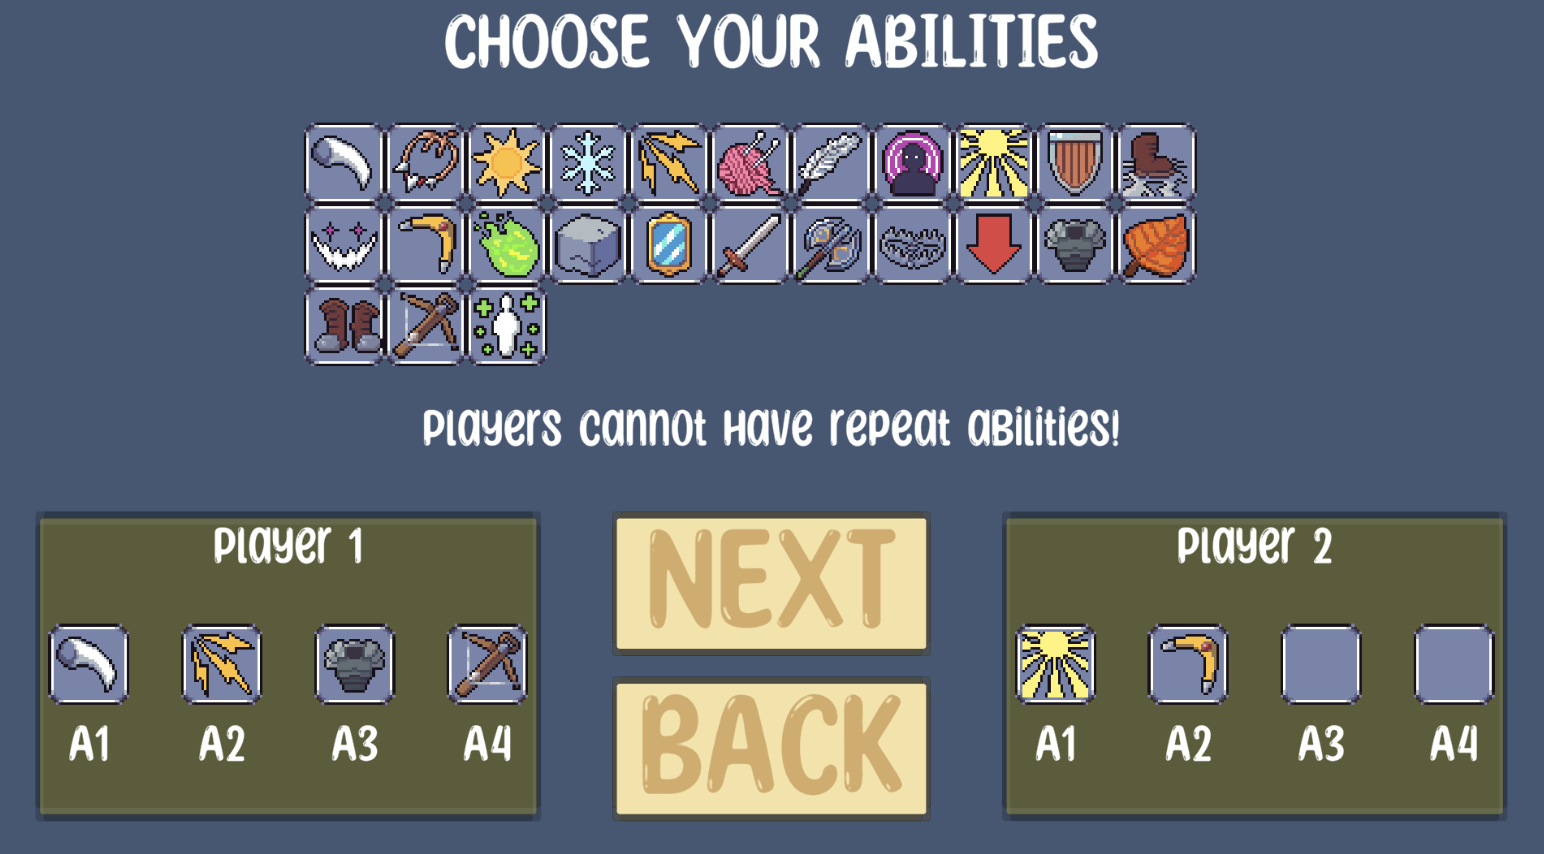 CHOOSE YOUR ABILITIES
Players cannot have repeat abilities!
Player 1
A1 A2 A3 A4
NEXT
BACK
Player 2
A1 A2 A3 A4